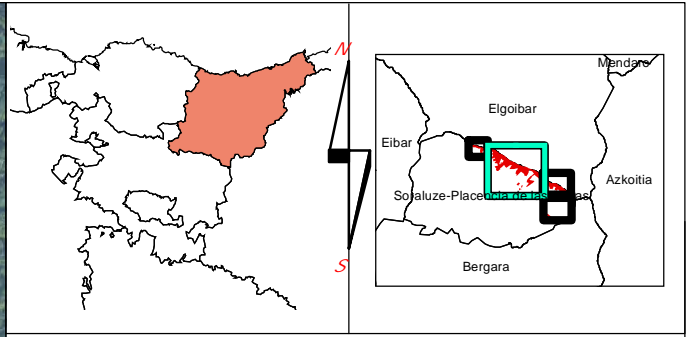 N
Mendaro
Elgoibar
Eibar
Azkoitia
Soraluze-Placencia de las Armas
Bergara
S